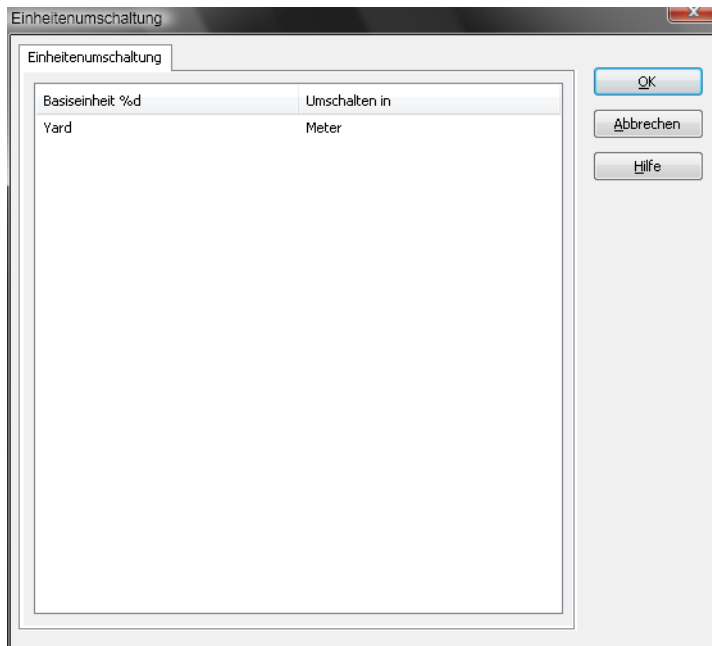 Einheitenumschaltung
Einheitenumschaltung
Basiseinheit %d Umschalten in
Yard Meter
OK
Abbrechen
Hilfe